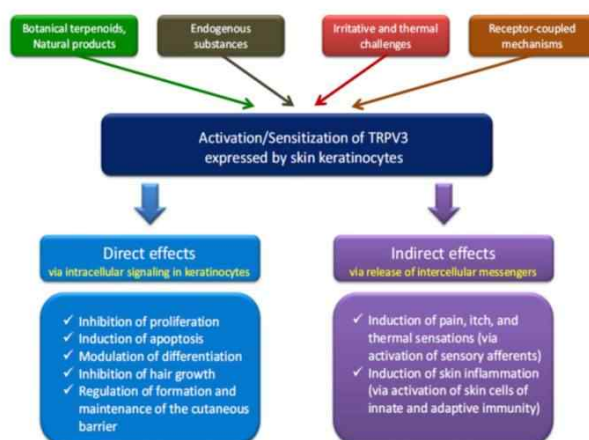 Botanical terpenoids,
Natural products
Endogenous
substances
Irritative and thermal
challenges
Receptor-coupled
mechanisms
Activation/Sensitization of TRPV3
expressed by skin keratinocytes
Direct effects
via intracellular signaling in keratinocytes
✓ Inhibition of proliferation
✓ Induction of apoptosis
✓ Modulation of differentiation
✓ Inhibition of hair growth
✓ Regulation of formation and
maintenance of the cutaneous
barrier
Indirect effects
via release of intercellular messengers
✓ Induction of pain, itch, and
thermal sensations (via
activation of sensory afferents)
✓ Induction of skin inflammation
(via activation of skin cells of
innate and adaptive immunity)